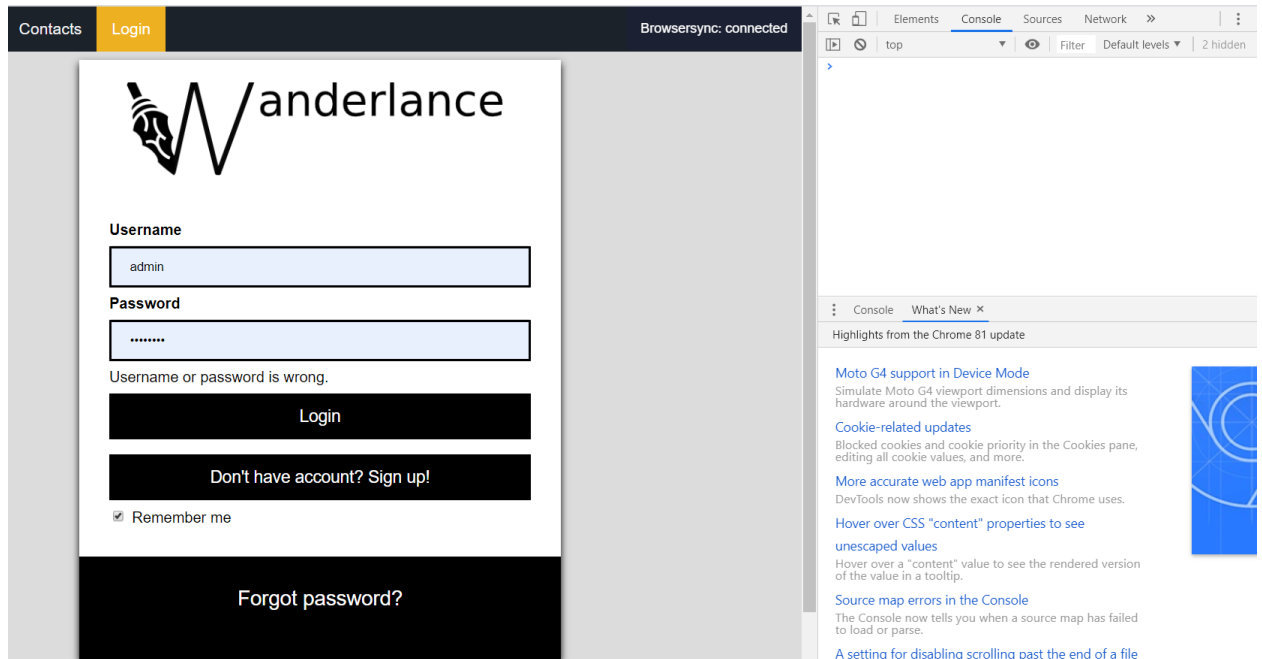 Contacts
Login
Browsersync: connected
Wanderlance
Username
admin
Password
••••••••
Username or password is wrong.
Login
Don't have account? Sign up!
Remember me
Forgot password?
Elements Console Sources Network »
top Filter Default levels ▼ 2 hidden
>
Console What's New ×
Highlights from the Chrome 81 update
Moto G4 support in Device Mode
Simulate Moto G4 viewport dimensions and display its
hardware around the viewport.
Cookie-related updates
Blocked cookies and cookie priority in the Cookies pane,
editing all cookie values, and more.
More accurate web app manifest icons
DevTools now shows the exact icon that Chrome uses.
Hover over CSS "content" properties to see
unescaped values
Hover over a "content" value to see the rendered version
of the value in a tooltip.
Source map errors in the Console
The Console now tells you when a source map has failed
to load or parse.
A setting for disabling scrolling past the end of a file